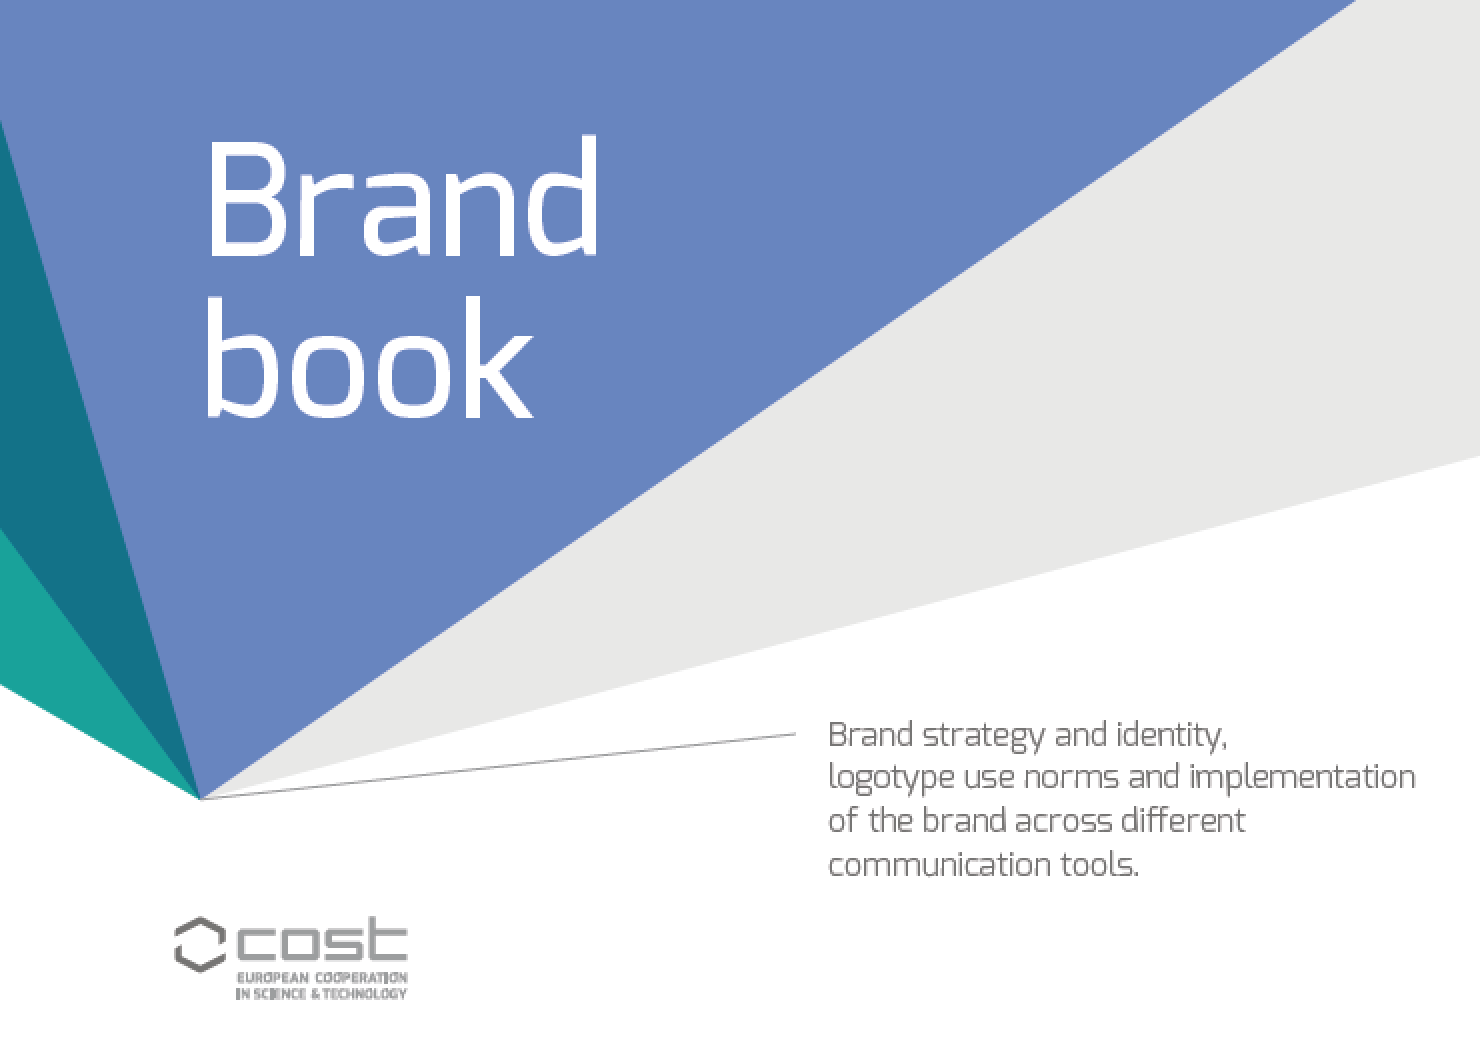 Brand
book
Brand strategy and identity,
logotype use norms and implementation
of the brand across different
communication tools.
cost
EUROPEAN COOPERATION
IN SCIENCE & TECHNOLOGY